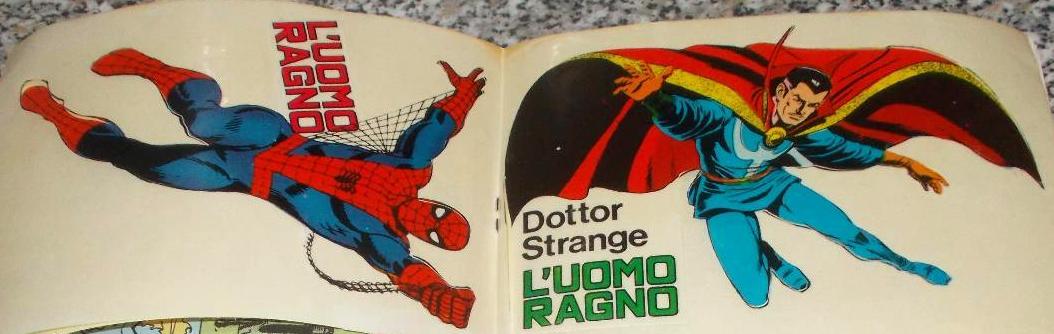 L'UOMO
RAGNO
Dottor
Strange
L'UOMO
RAGNO